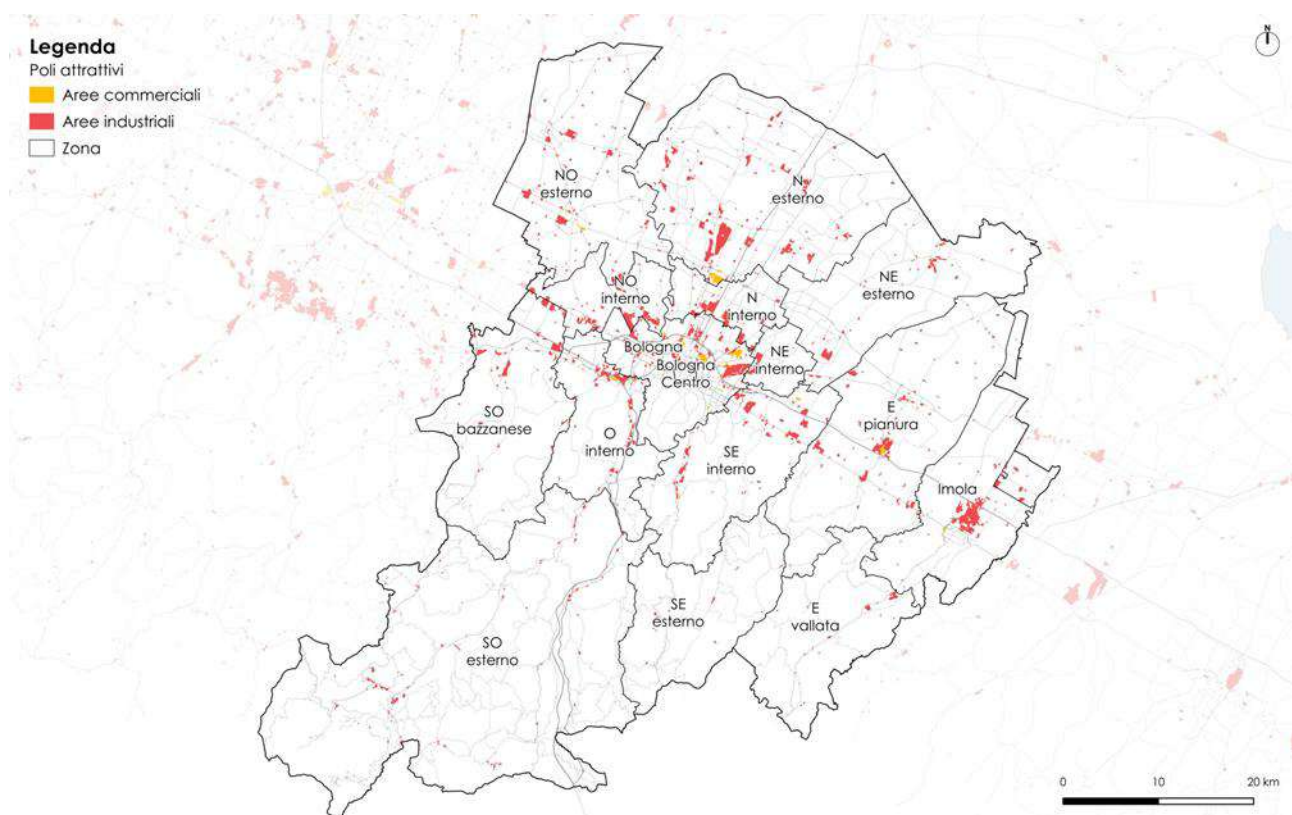 Legenda
Poli attrattivi
Aree commerciali
Aree industriali
Zona
N
NO
esterno
N
esterno
NE
esterno
NO
interno
N
interno
Bologna
Bologna
Centro
NE
interno
SO
bazzanese
O
interno
SE
interno
E
pianura
Imola
SO
esterno
SE
esterno
E
vallata
0
10
20 km